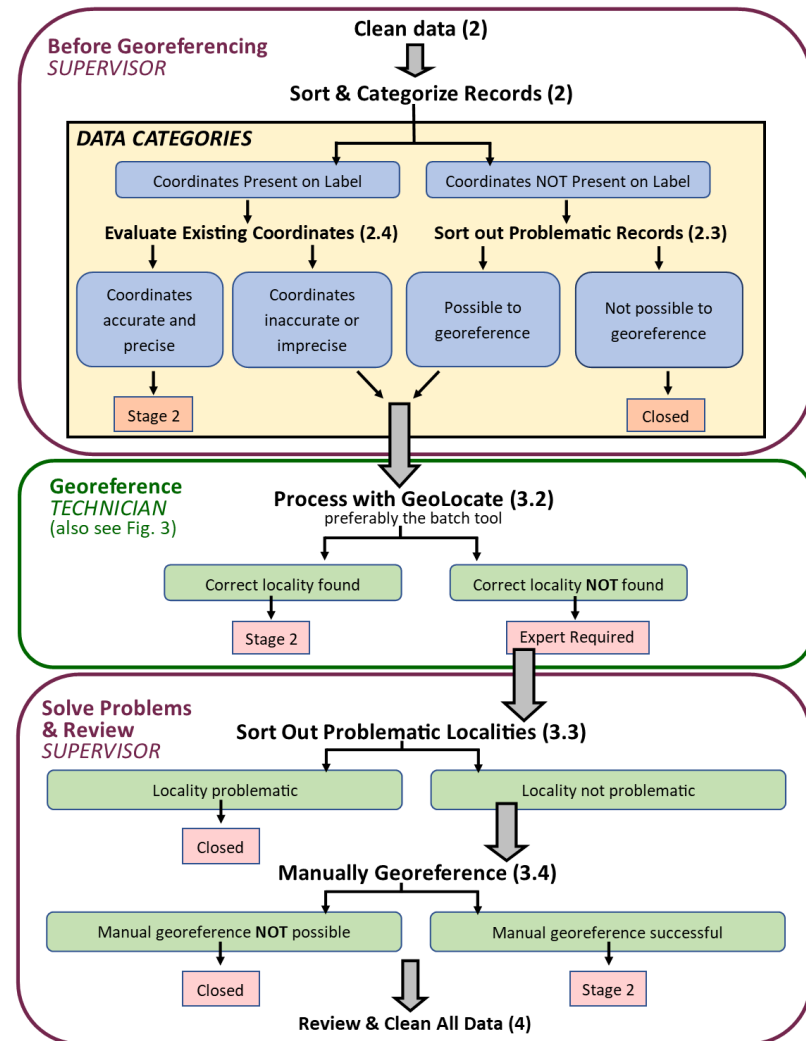 Clean data (2)
Before Georeferencing
SUPERVISOR
Sort & Categorize Records (2)
DATA CATEGORIES
Coordinates Present on Label
Coordinates NOT Present on Label
Evaluate Existing Coordinates (2.4)
Sort out Problematic Records (2.3)
Coordinates
accurate and
precise
Coordinates
inaccurate or
imprecise
Possible to
georeference
Not possible to
georeference
Stage 2
Closed
Georeference
TECHNICIAN
(also see Fig. 3)
Process with GeoLocate (3.2)
preferably the batch tool
Correct locality found
Correct locality NOT found
Stage 2
Expert Required
Solve Problems
& Review
SUPERVISOR
Sort Out Problematic Localities (3.3)
Locality problematic
Locality not problematic
Closed
Manually Georeference (3.4)
Manual georeference NOT possible
Manual georeference successful
Closed
Stage 2
Review & Clean All Data (4)